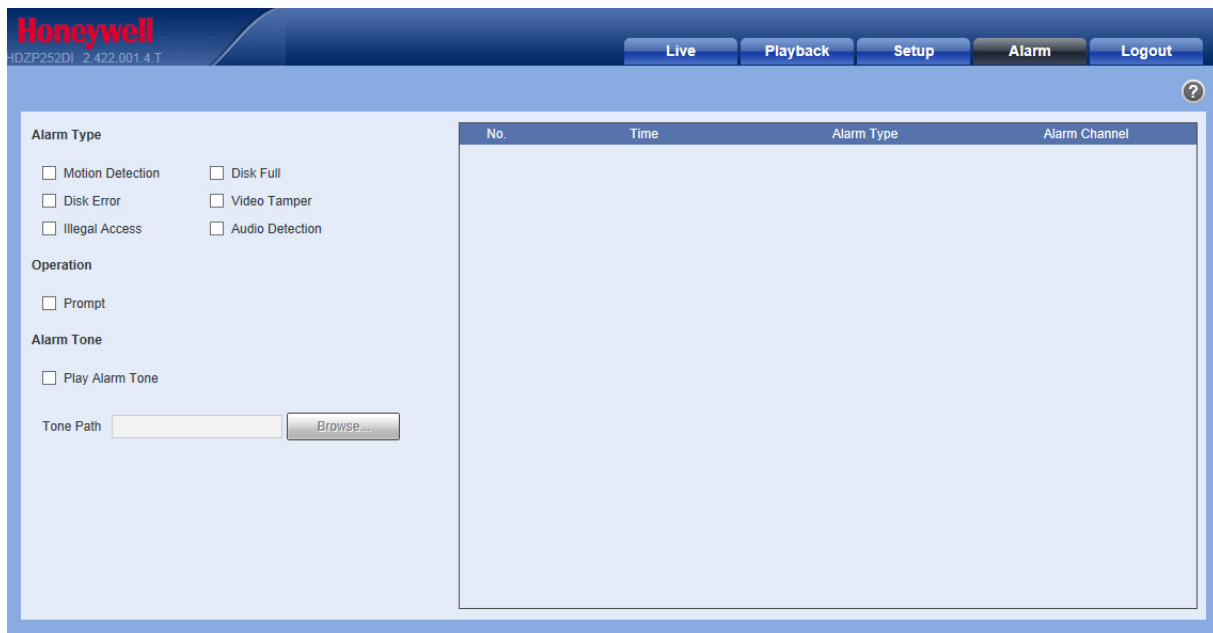 Honeywell
HDZP252DI 2.422.001.4.T
Live Playback Setup Alarm Logout
?
Alarm Type
Motion Detection Disk Full
Disk Error Video Tamper
Illegal Access Audio Detection
Operation
Prompt
Alarm Tone
Play Alarm Tone
Tone Path Browse...
No. Time Alarm Type Alarm Channel